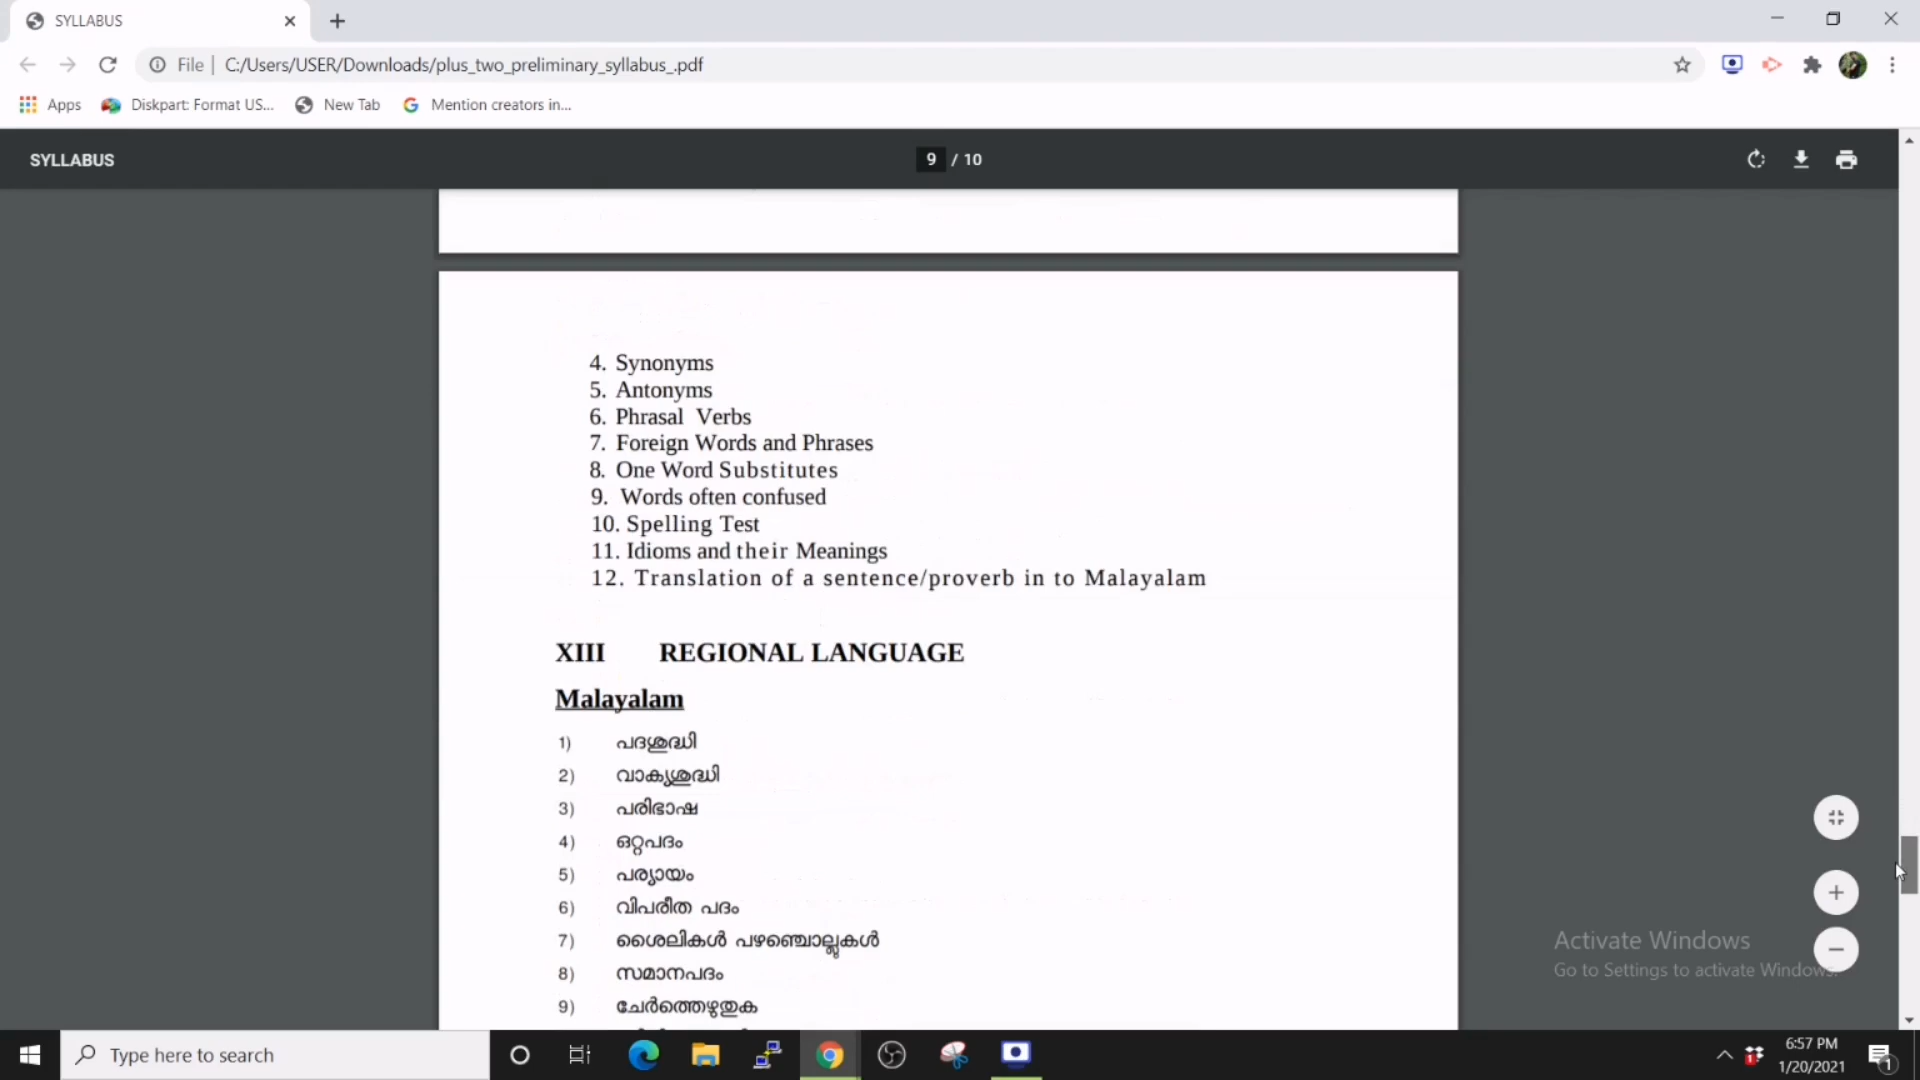 SYLLABUS
File | C:/Users/USER/Downloads/plus_two_preliminary_syllabus_.pdf
Apps Diskpart: Format US... New Tab Mention creators in...
SYLLABUS 9 / 10
4. Synonyms
5. Antonyms
6. Phrasal Verbs
7. Foreign Words and Phrases
8. One Word Substitutes
9. Words often confused
10. Spelling Test
11. Idioms and their Meanings
12. Translation of a sentence/proverb in to Malayalam
XIII REGIONAL LANGUAGE
Malayalam
1) പദശുദ്ധി
2) വാക്യശുദ്ധി
3) പരിഭാഷ
4) ഒറ്റപദം
5) പര്യായം
6) വിപരീത പദം
7) ശൈലികൾ പഴഞ്ചൊല്ലുകൾ
8) സമാനപദം
9) ചേർത്തെഴുതുക
Activate Windows
Go to Settings to activate Windows.
Type here to search
6:57 PM
1/20/2021
1